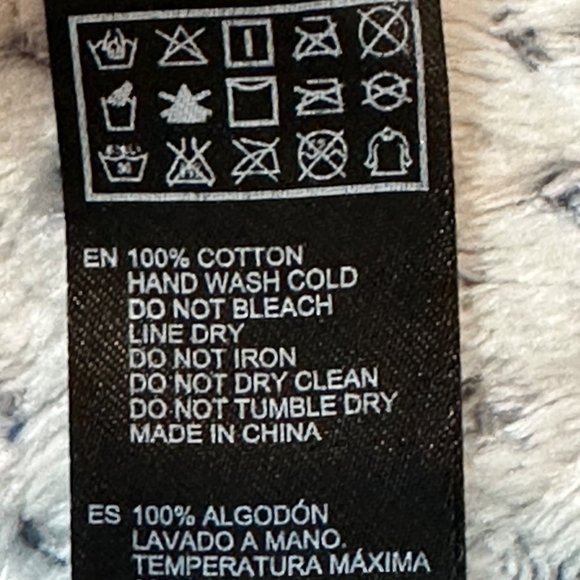 EN 100% COTTON
HAND WASH COLD
DO NOT BLEACH
LINE DRY
DO NOT IRON
DO NOT DRY CLEAN
DO NOT TUMBLE DRY
MADE IN CHINA
ES 100% ALGODÓN
LAVADO A MANO.
TEMPERATURA MÁXIMA